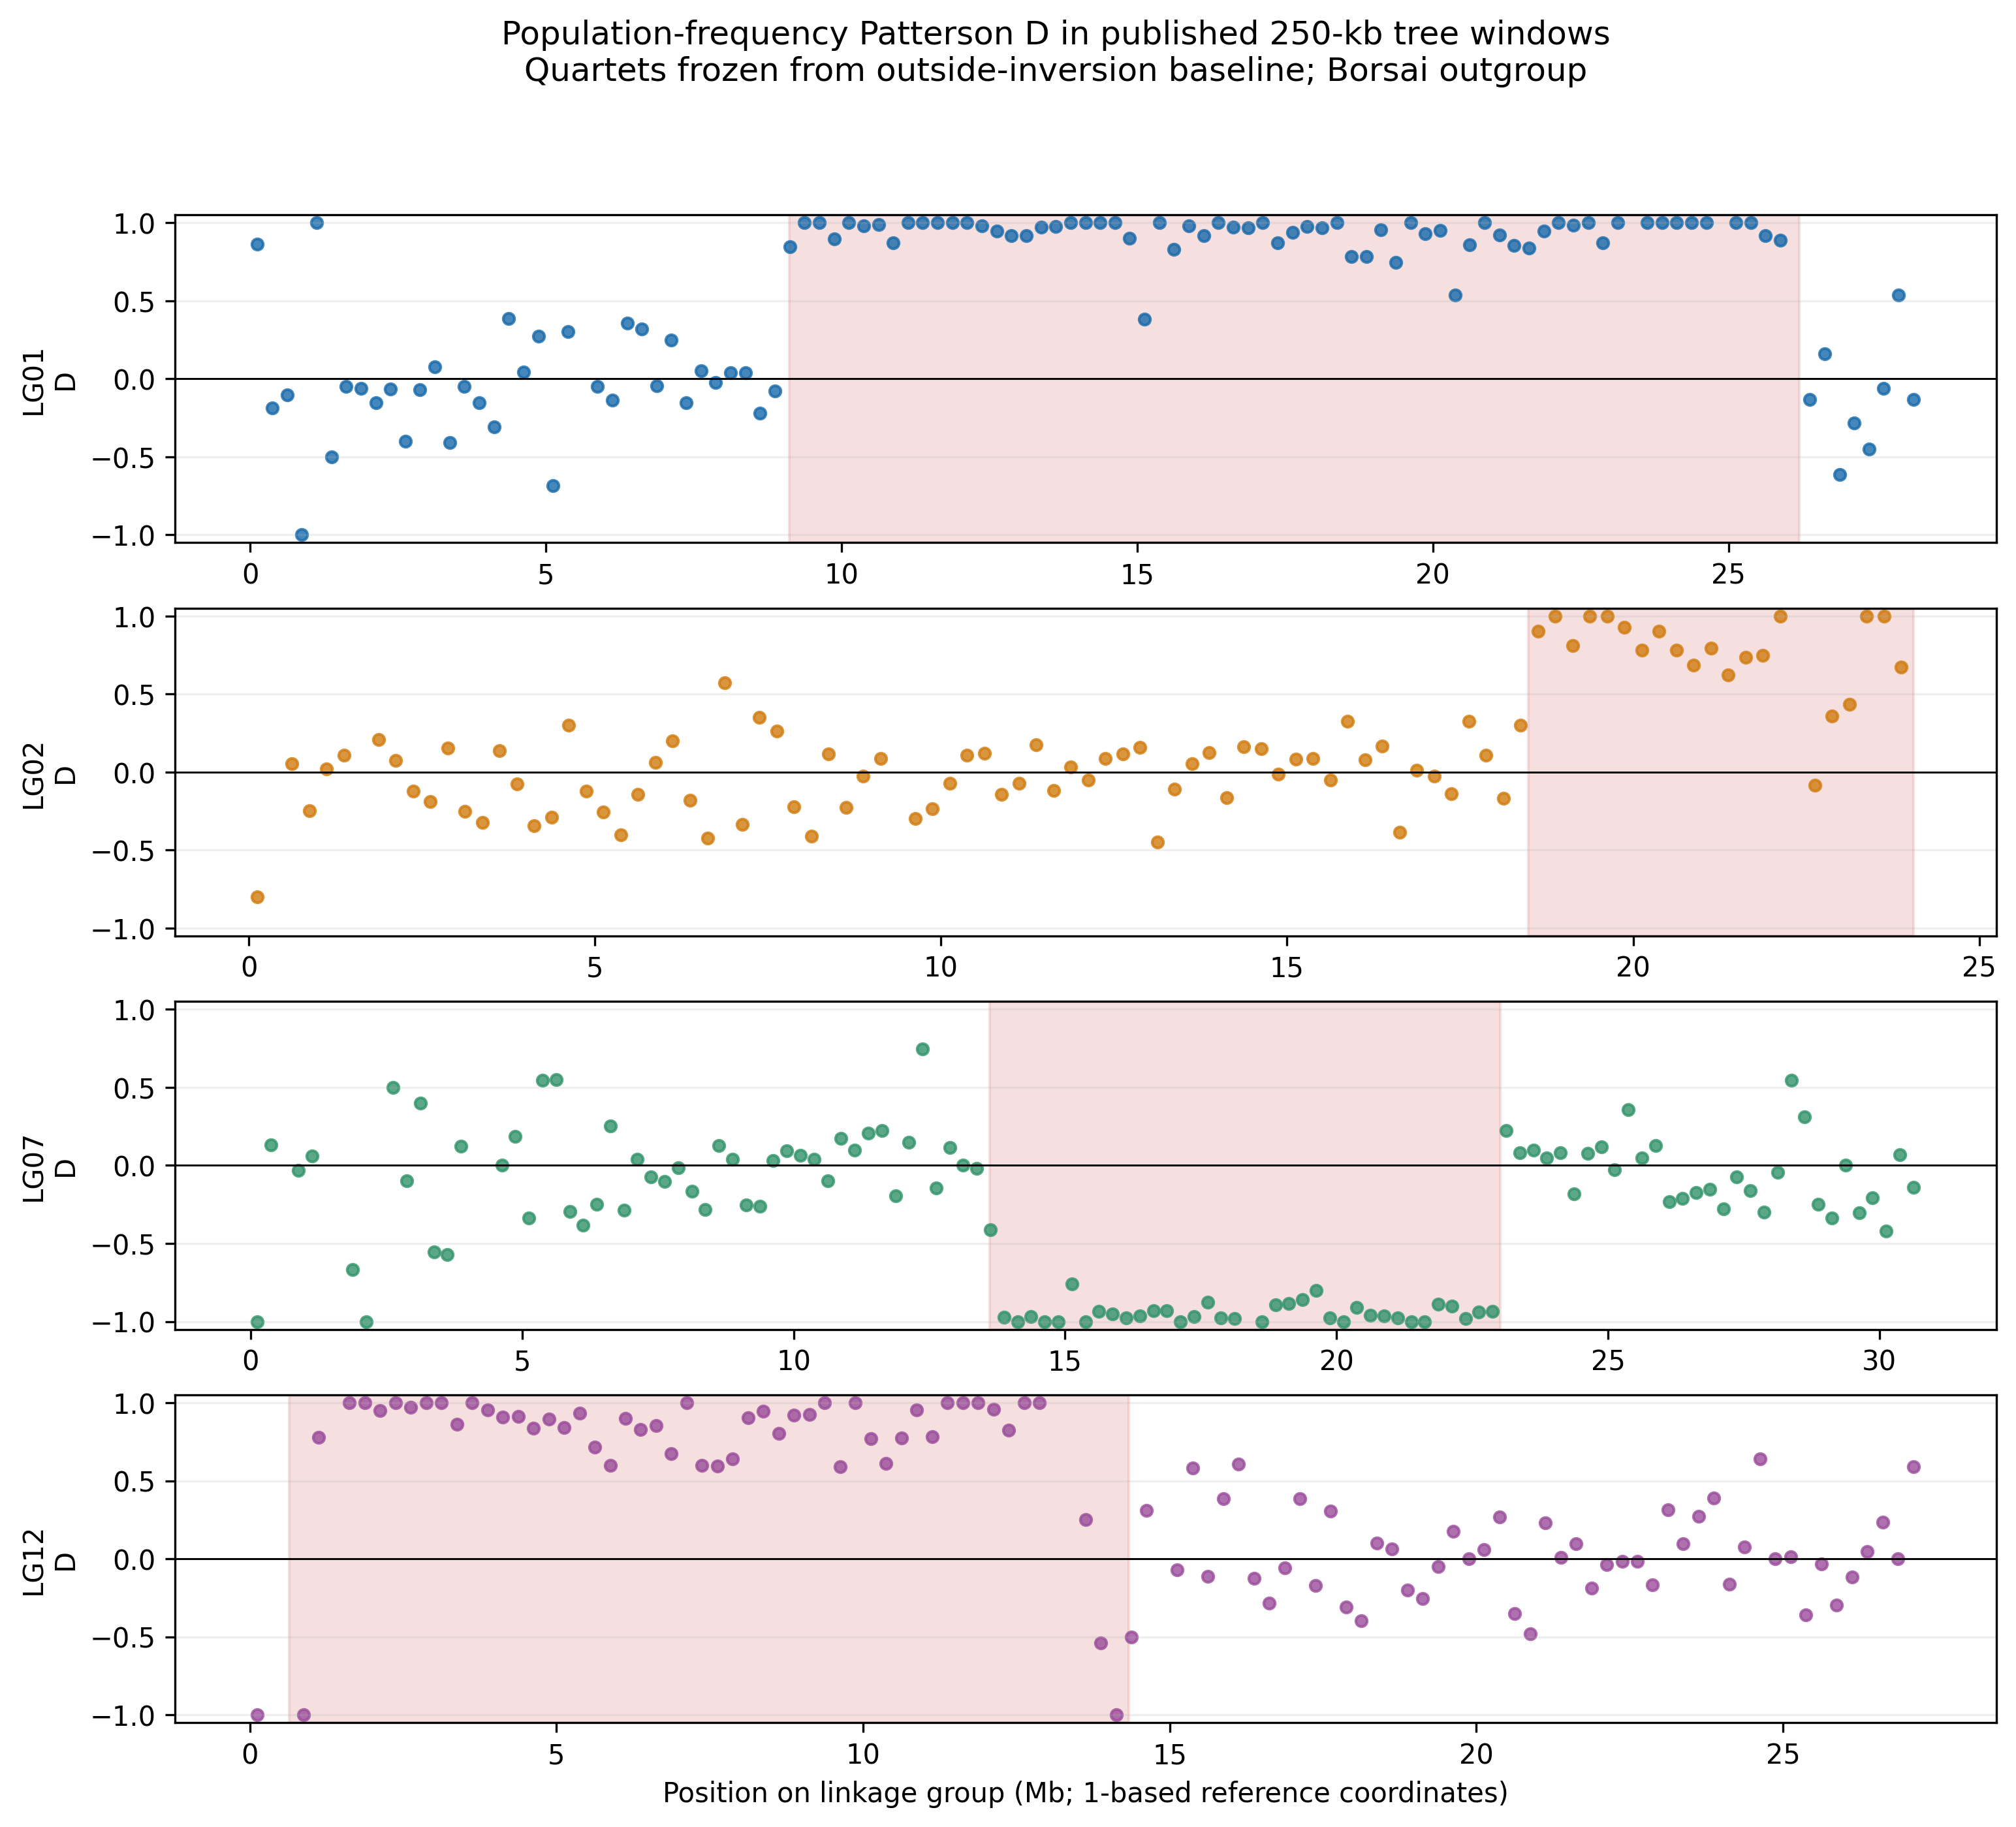 Population-frequency Patterson D in published 250-kb tree windows
Quartets frozen from outside-inversion baseline; Borsai outgroup
1.0
0.5
0.0
−0.5
−1.0
LG01
D
0 5 10 15 20 25
1.0
0.5
0.0
−0.5
−1.0
LG02
D
0 5 10 15 20 25
1.0
0.5
0.0
−0.5
−1.0
LG07
D
0 5 10 15 20 25 30
1.0
0.5
0.0
−0.5
−1.0
LG12
D
0 5 10 15 20 25
Position on linkage group (Mb; 1-based reference coordinates)